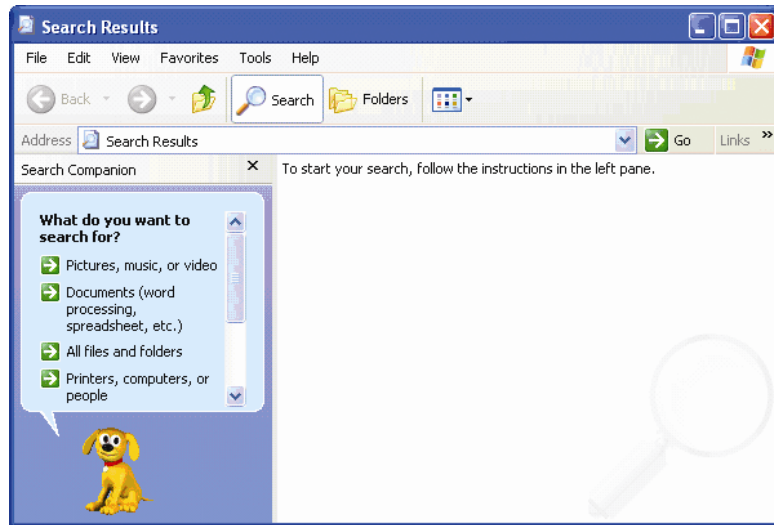 Search Results
File Edit View Favorites Tools Help
Back Search Folders
Address Search Results Go Links »
Search Companion
To start your search, follow the instructions in the left pane.
What do you want to
search for?
Pictures, music, or video
Documents (word
processing,
spreadsheet, etc.)
All files and folders
Printers, computers, or
people